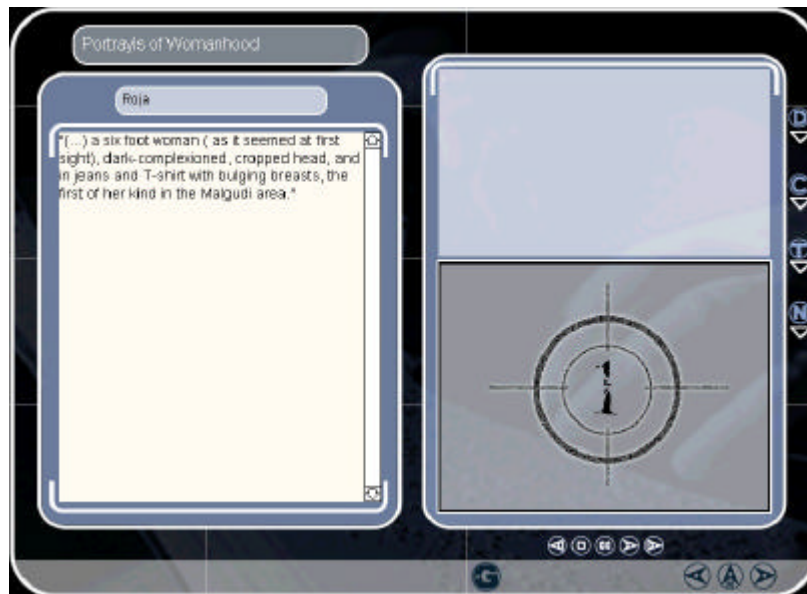 Portrayls of Womanhood
Roja
"(...) a six foot woman ( as it seemed at first
sight), dark-complexioned, cropped head, and
in jeans and T-shirt with bulging breasts, the
first of her kind in the Malgudi area."
D
C
T
N
1
G